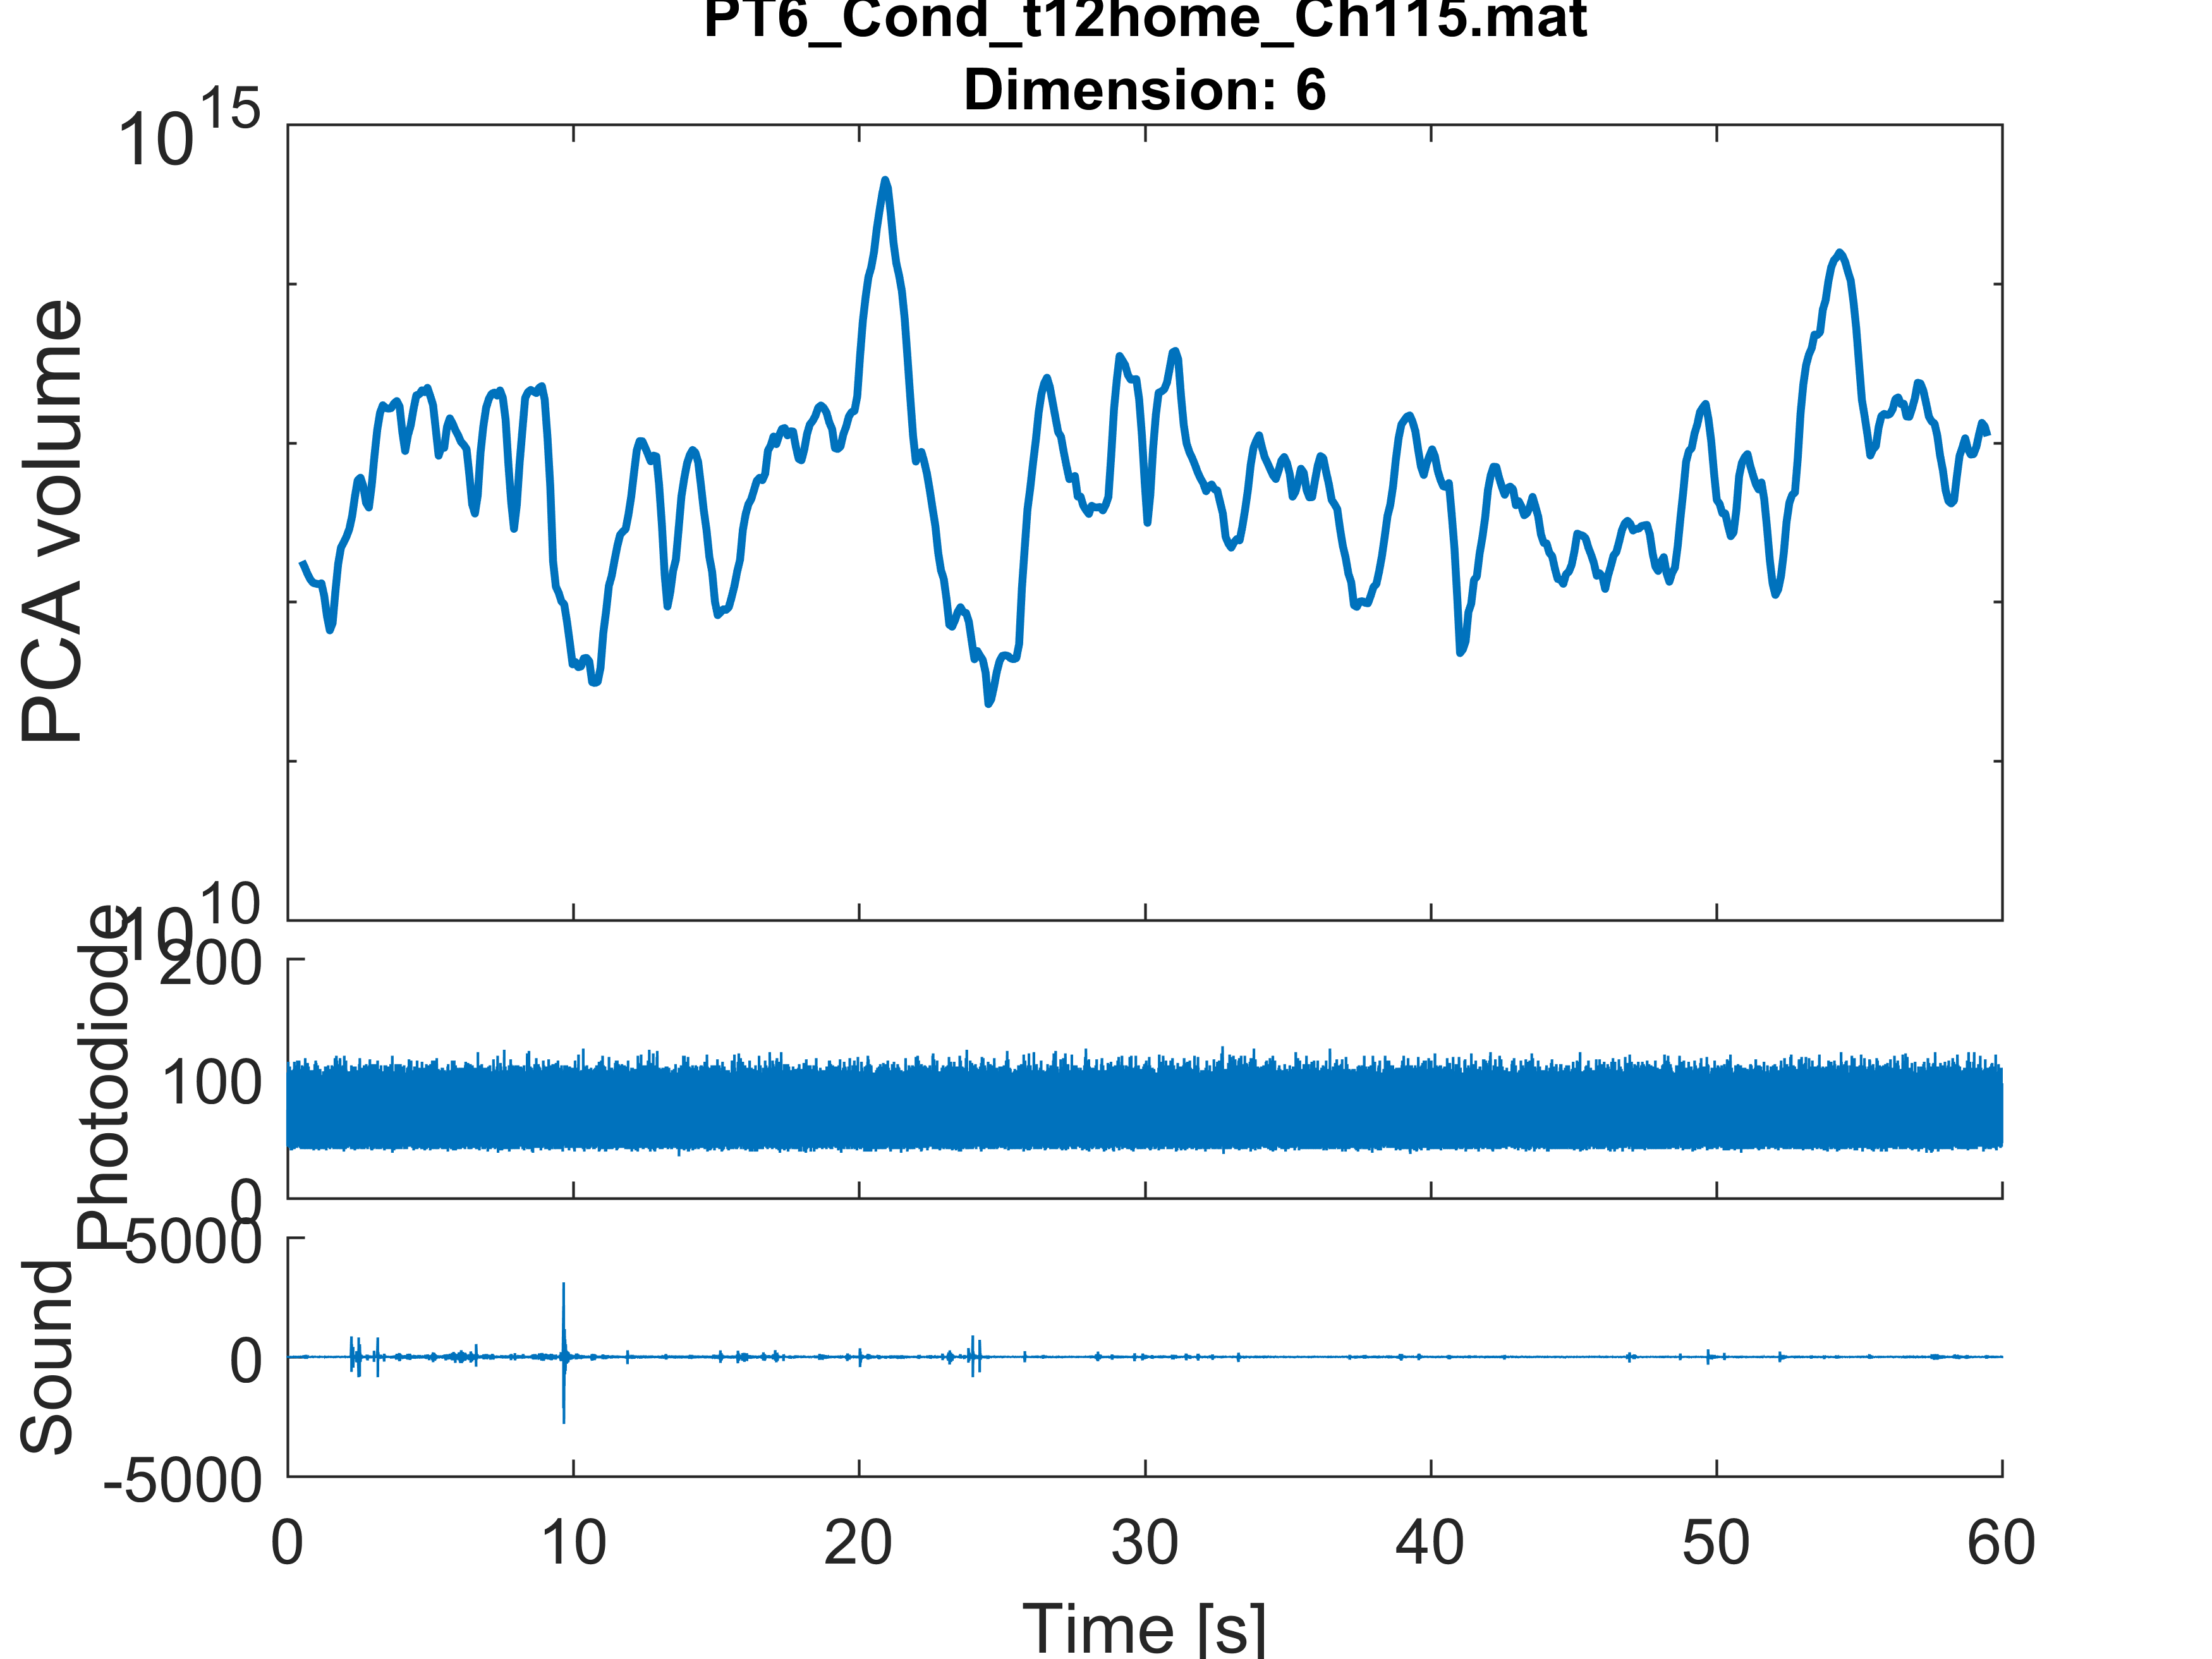 PT6_Cond_t12home_Ch115.mat
Dimension: 6
10^15
PCA volume
10^10
Photodiode
200
100
0
Sound
5000
0
-5000
0 10 20 30 40 50 60
Time [s]